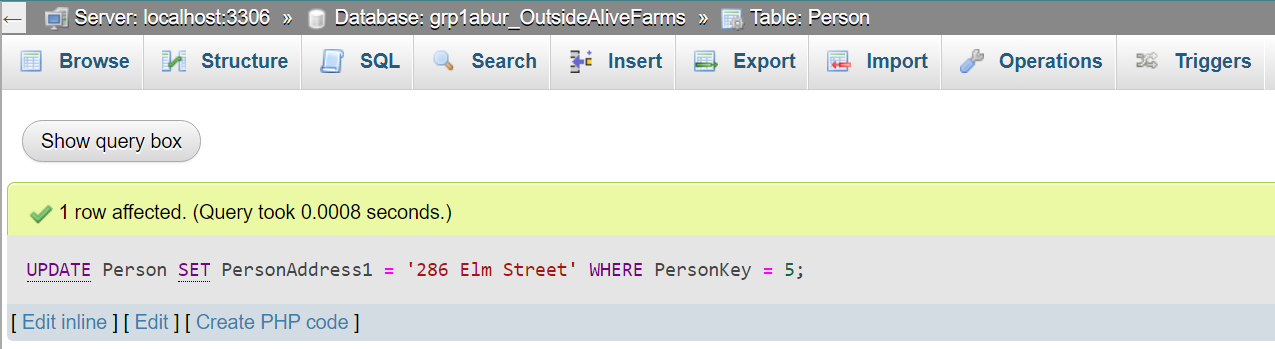 ← Server: localhost:3306 » Database: grp1abur_OutsideAliveFarms » Table: Person
Browse Structure SQL Search Insert Export Import Operations Triggers
Show query box
1 row affected. (Query took 0.0008 seconds.)
UPDATE Person SET PersonAddress1 = '286 Elm Street' WHERE PersonKey = 5;
[ Edit inline ] [ Edit ] [ Create PHP code ]